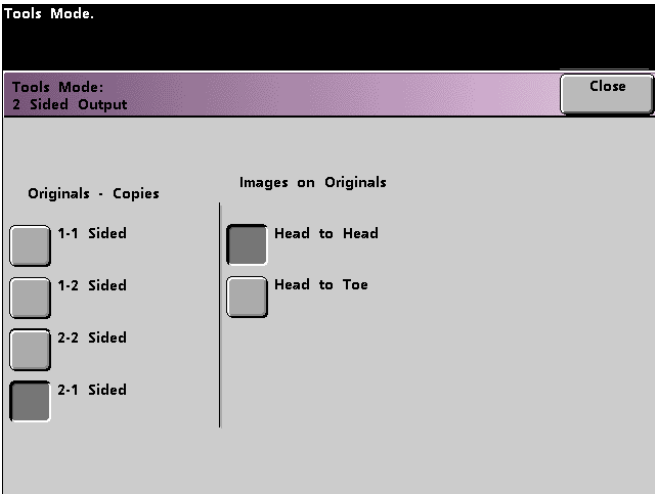 Tools Mode.
Tools Mode:
2 Sided Output
Close
Originals - Copies
1-1 Sided
1-2 Sided
2-2 Sided
2-1 Sided
Images on Originals
Head to Head
Head to Toe